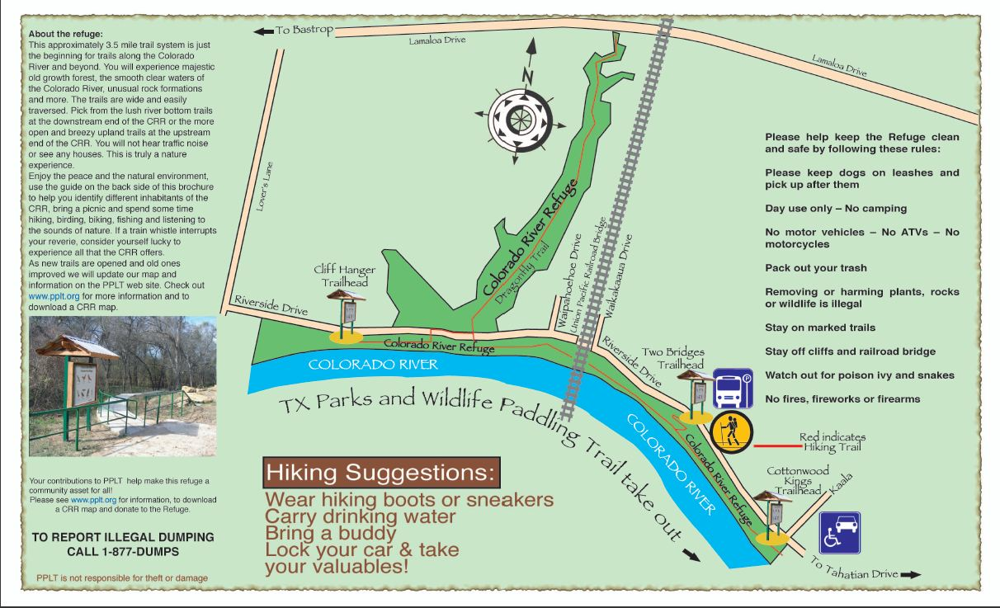 About the refuge:
This approximately 3.5 mile trail system is just
the beginning for trails along the Colorado
River and beyond. You will experience majestic
old growth forest, the smooth clear waters of
the Colorado River, unusual rock formations
and more. The trails are wide and easily
traversed. Pick from the lush river bottom trails
at the downstream end of the CRR or the more
open and breezy upland trails at the upstream
end of the CRR. You will not hear traffic noise
or see any houses. This is truly a nature
experience.
Enjoy the peace and the natural environment,
use the guide on the back side of this brochure
to help you identify different inhabitants of the
CRR, bring a picnic and spend some time
hiking, birding, biking, fishing and listening to
the sounds of nature. If a train whistle interrupts
your reverie, consider yourself lucky to
experience all that the CRR offers.
As new trails are opened and old ones
improved we will update our map and
information on the PPLT web site. Check out
www.pplt.org for more information and to
download a CRR map.
Your contributions to PPLT help make this refuge a
community asset for all!
Please see www.pplt.org for information, to download
a CRR map and donate to the Refuge.
TO REPORT ILLEGAL DUMPING
CALL 1-877-DUMPS
PPLT is not responsible for theft or damage
To Bastrop
Lamaloa Drive
Lamaloa Drive
N
Lover's Lane
Colorado River Refuge
Dragonfly Trail
Waipahoehoe Drive
Union Pacific Railroad Bridge
Waikakaaua Drive
Cliff Hanger
Trailhead
Riverside Drive
Colorado River Refuge
COLORADO RIVER
Riverside Drive
Two Bridges
Trailhead
P
TX Parks and Wildlife Paddling Trail take out
COLORADO RIVER
Colorado River Refuge
Red indicates
Hiking Trail
Cottonwood
Kings
Trailhead
Kaala
To Tahatian Drive
Hiking Suggestions:
Wear hiking boots or sneakers
Carry drinking water
Bring a buddy
Lock your car & take
your valuables!
Please help keep the Refuge clean
and safe by following these rules:
Please keep dogs on leashes and
pick up after them
Day use only – No camping
No motor vehicles – No ATVs – No
motorcycles
Pack out your trash
Removing or harming plants, rocks
or wildlife is illegal
Stay on marked trails
Stay off cliffs and railroad bridge
Watch out for poison ivy and snakes
No fires, fireworks or firearms